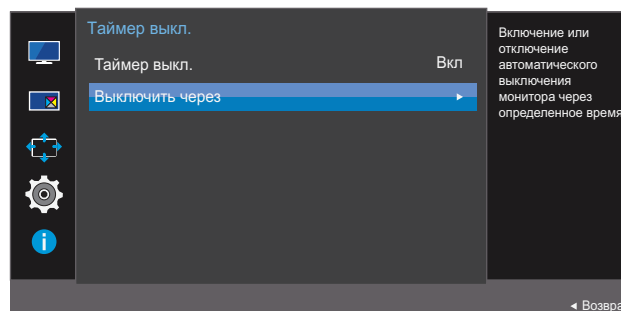 Таймер выкл.
Таймер выкл. Вкл
Выключить через
Включение или
отключение
автоматического
выключения
монитора через
определенное время